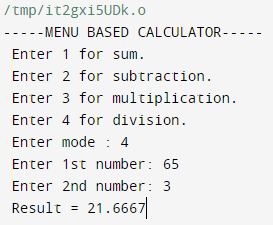 /tmp/it2gxi5UDk.o
-----MENU BASED CALCULATOR-----
Enter 1 for sum.
Enter 2 for subtraction.
Enter 3 for multiplication.
Enter 4 for division.
Enter mode : 4
Enter 1st number: 65
Enter 2nd number: 3
Result = 21.6667